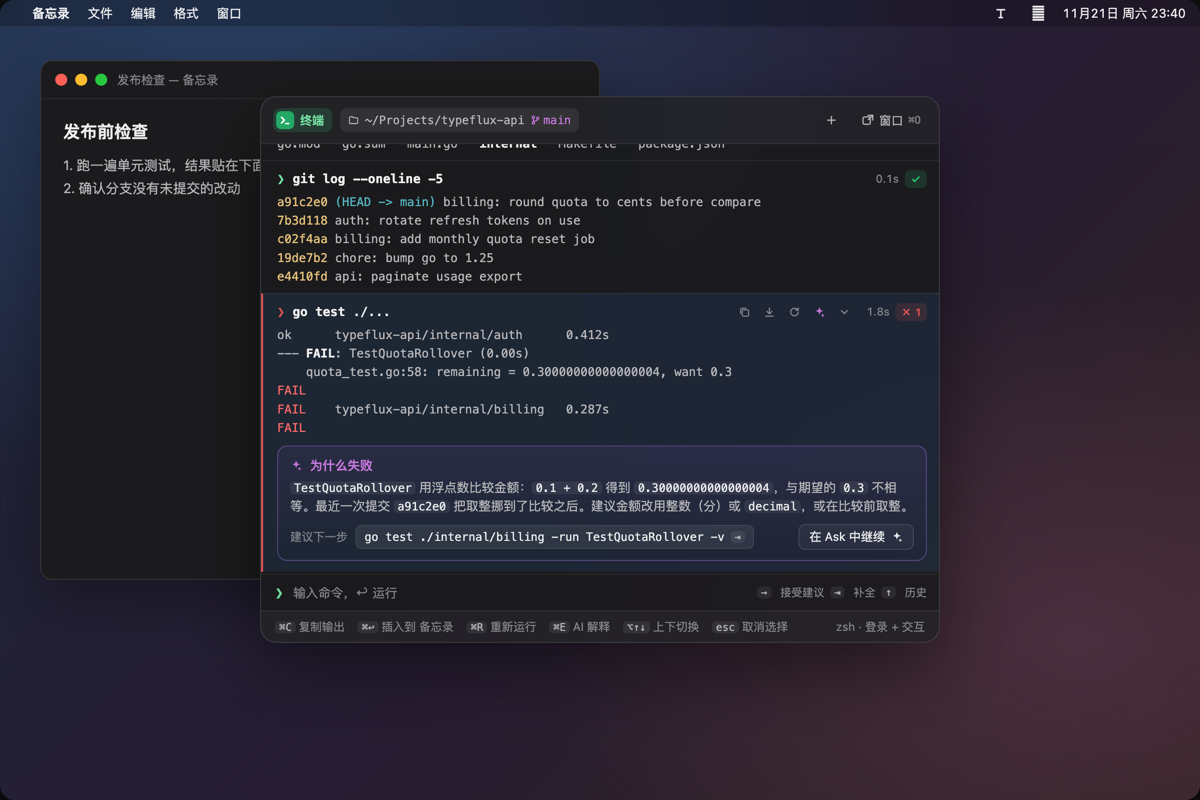 备忘录 文件 编辑 格式 窗口 T 11月21日 周六 23:40
发布检查 — 备忘录
发布前检查
1. 跑一遍单元测试，结果贴在下面
2. 确认分支没有未提交的改动
终端 ~/Projects/typeflux-api main + 窗口 ⌘O
go.mod go.sum main.go internal Makefile package.json
❯ git log --oneline -5 0.1s ✓
a91c2e0 (HEAD -> main) billing: round quota to cents before compare
7b3d118 auth: rotate refresh tokens on use
c02f4aa billing: add monthly quota reset job
19de7b2 chore: bump go to 1.25
e4410fd api: paginate usage export
❯ go test ./... 1.8s ✕ 1
ok typeflux-api/internal/auth 0.412s
--- FAIL: TestQuotaRollover (0.00s)
quota_test.go:58: remaining = 0.30000000000000004, want 0.3
FAIL
FAIL typeflux-api/internal/billing 0.287s
FAIL
为什么失败
TestQuotaRollover 用浮点数比较金额： 0.1 + 0.2 得到 0.30000000000000004，与期望的 0.3 不相
等。最近一次提交 a91c2e0 把取整挪到了比较之后。建议金额改用整数（分）或 decimal，或在比较前取整。
建议下一步 go test ./internal/billing -run TestQuotaRollover -v ⇥ 在 Ask 中继续
❯ 输入命令，↩ 运行 → 接受建议 ⇥ 补全 ↑ 历史
⌘C 复制输出 ⌘↩ 插入到 备忘录 ⌘R 重新运行 ⌘E AI 解释 ⌥↑↓ 上下切换 esc 取消选择 zsh · 登录 + 交互